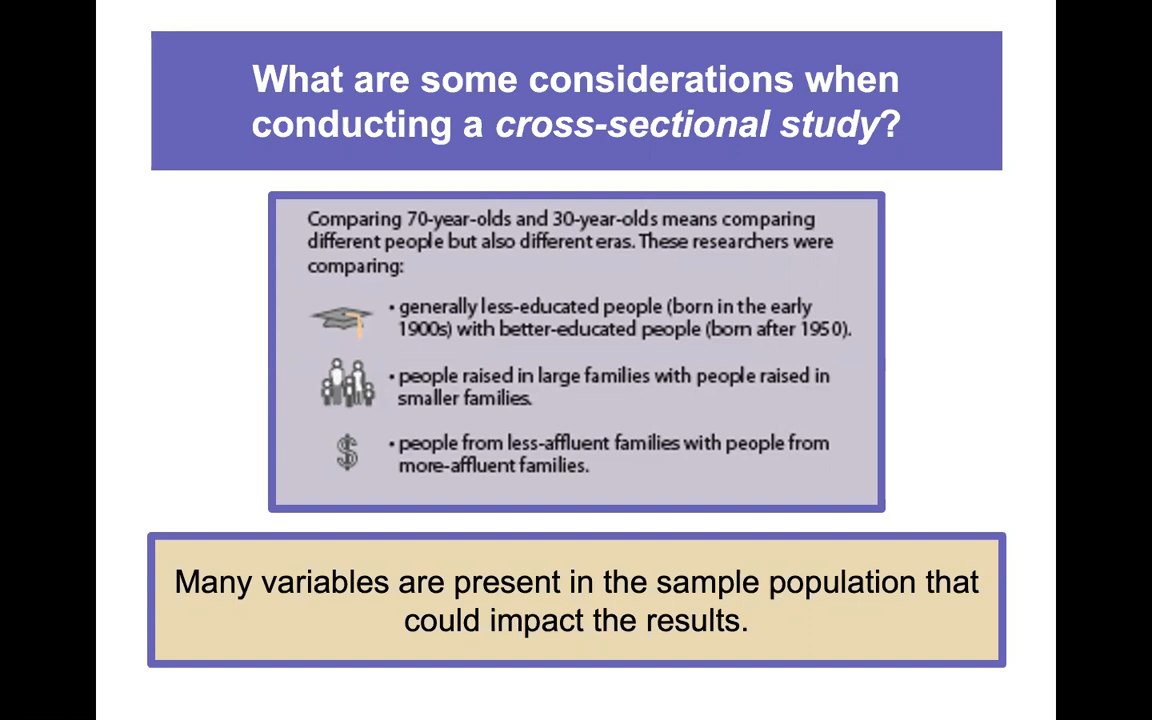 What are some considerations when
conducting a cross-sectional study?
Comparing 70-year-olds and 30-year-olds means comparing
different people but also different eras. These researchers were
comparing:
• generally less-educated people (born in the early
1900s) with better-educated people (born after 1950).
• people raised in large families with people raised in
smaller families.
$
• people from less-affluent families with people from
more-affluent families.
Many variables are present in the sample population that
could impact the results.